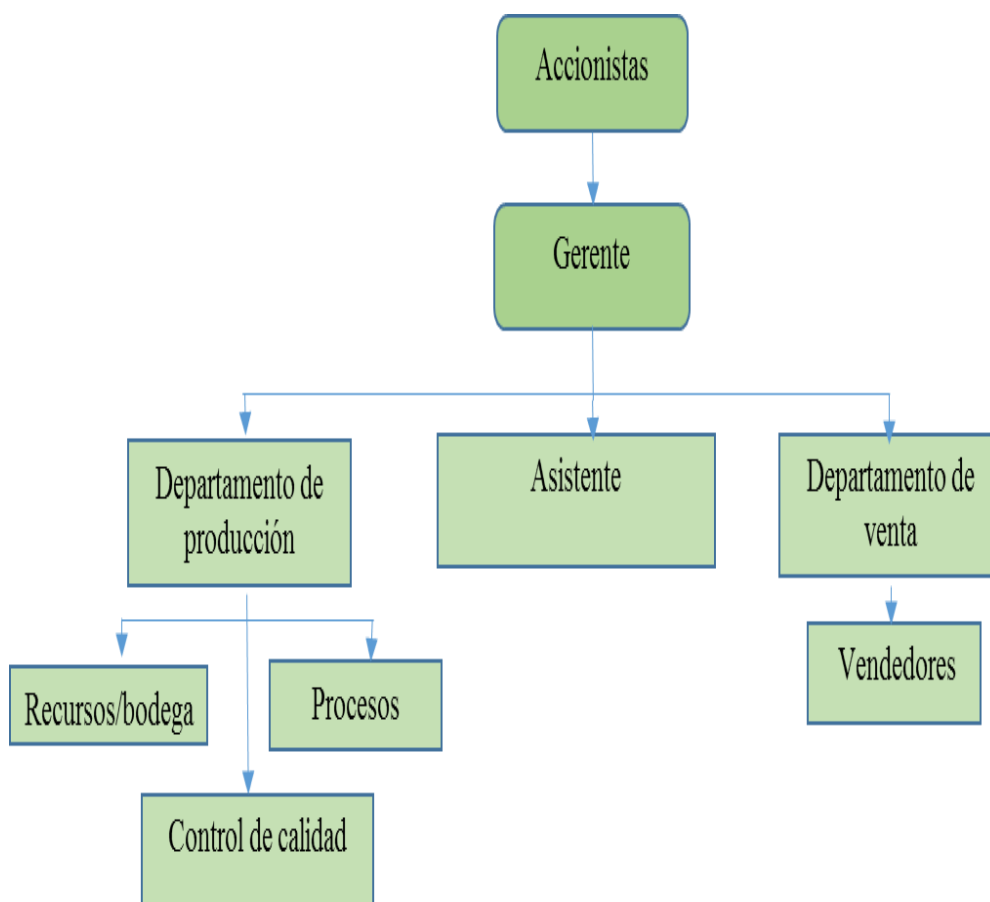 Accionistas
Gerente
Departamento de
producción
Asistente
Departamento de
venta
Recursos/bodega
Procesos
Vendedores
Control de calidad